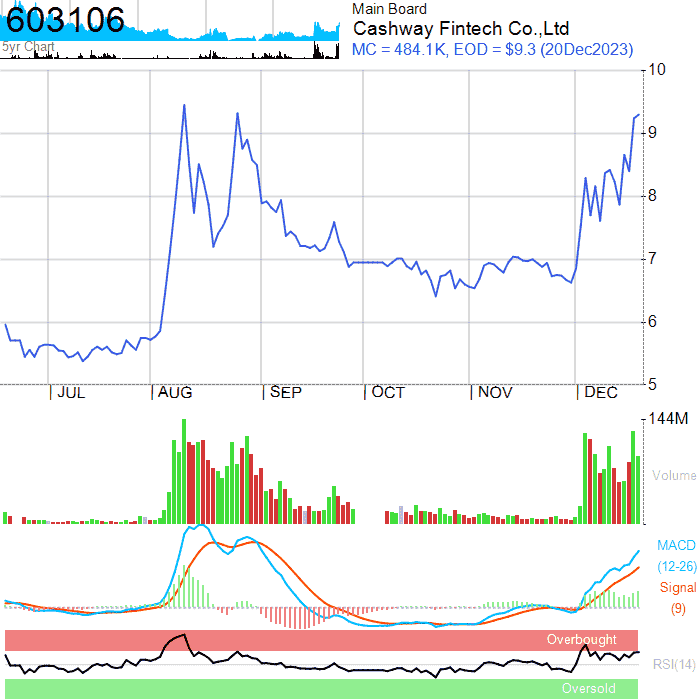 603106
5yr Chart
Main Board
Cashway Fintech Co.,Ltd
MC = 484.1K, EOD = $9.3 (20Dec2023)
10
9
8
7
6
5
JUL AUG SEP OCT NOV DEC
144M
Volume
MACD
(12-26)
Signal
(9)
Overbought
RSI(14)
Oversold